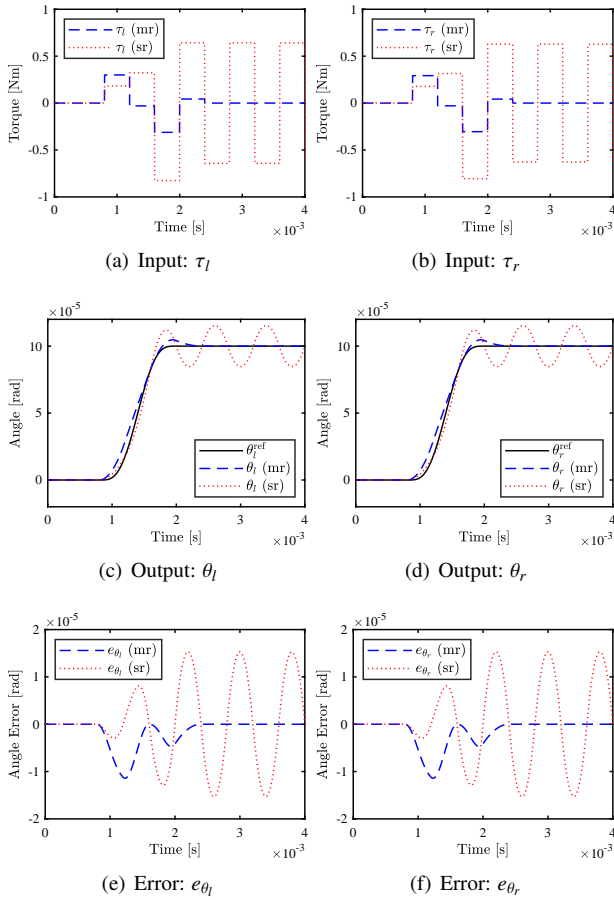 τ_l (mr)
τ_l (sr)
1
0.5
0
-0.5
-1
Torque [Nm]
0 1 2 3 4
Time [s]
×10⁻³
(a) Input: τ_l
τ_r (mr)
τ_r (sr)
1
0.5
0
-0.5
-1
Torque [Nm]
0 1 2 3 4
Time [s]
×10⁻³
(b) Input: τ_r
×10⁻⁵
10
5
0
Angle [rad]
θ_l^ref
θ_l (mr)
θ_l (sr)
0 1 2 3 4
Time [s]
×10⁻³
(c) Output: θ_l
×10⁻⁵
10
5
0
Angle [rad]
θ_r^ref
θ_r (mr)
θ_r (sr)
0 1 2 3 4
Time [s]
×10⁻³
(d) Output: θ_r
×10⁻⁵
2
1
0
-1
-2
Angle Error [rad]
e_θ_l (mr)
e_θ_l (sr)
0 1 2 3 4
Time [s]
×10⁻³
(e) Error: e_θ_l
×10⁻⁵
2
1
0
-1
-2
Angle Error [rad]
e_θ_r (mr)
e_θ_r (sr)
0 1 2 3 4
Time [s]
×10⁻³
(f) Error: e_θ_r